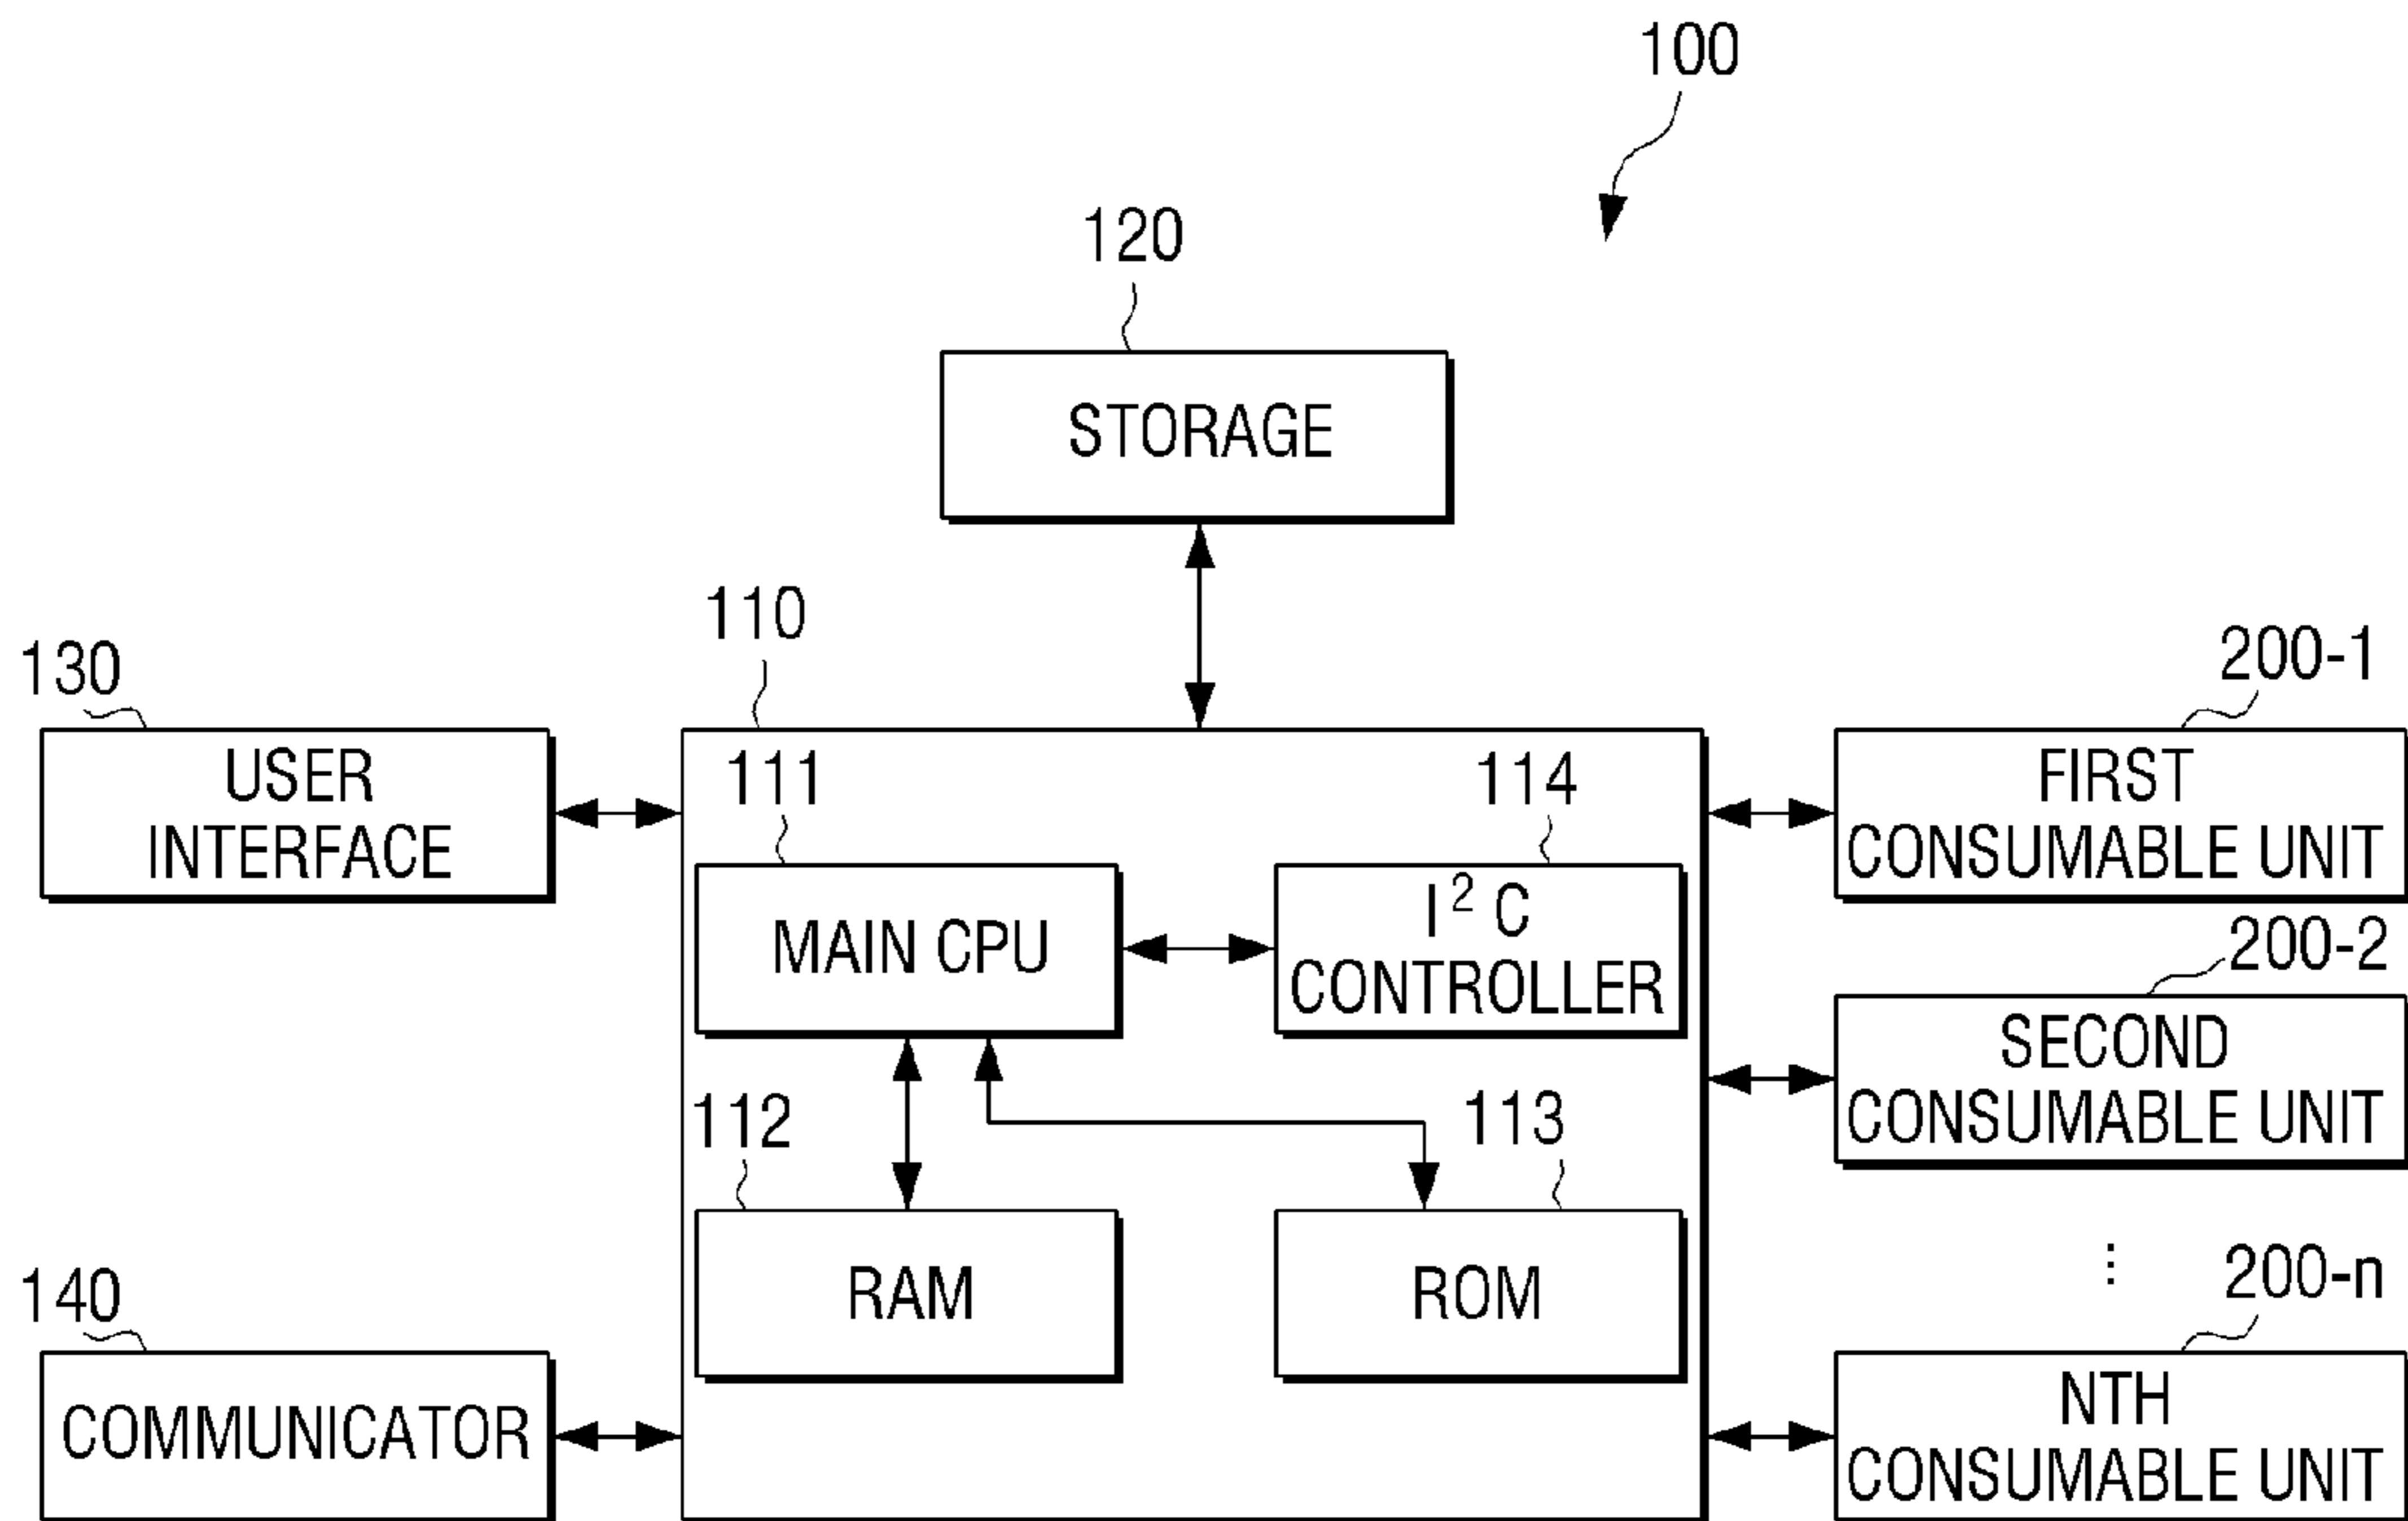 100
120
STORAGE
110
130
200-1
USER
INTERFACE
FIRST
CONSUMABLE UNIT
111
114
MAIN CPU
I² C
CONTROLLER
200-2
SECOND
CONSUMABLE UNIT
112
113
RAM
ROM
⋮
200-n
140
COMMUNICATOR
NTH
CONSUMABLE UNIT